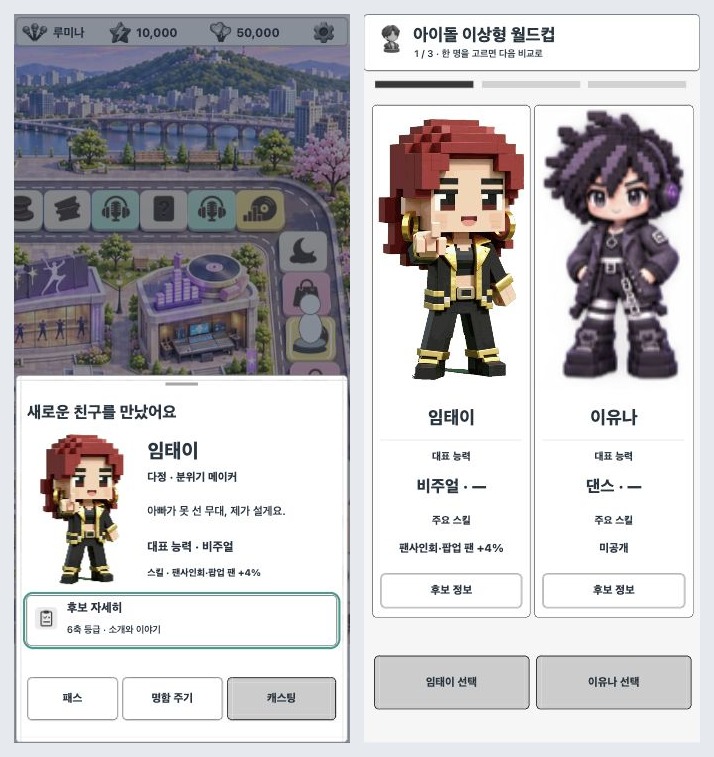 루미나
10,000
50,000
?
새로운 친구를 만났어요
임태이
다정 · 분위기 메이커
아빠가 못 선 무대, 제가 설게요.
대표 능력 · 비주얼
스킬 · 팬사인회·팝업 팬 +4%
후보 자세히
6축 등급 · 소개와 이야기
패스
명함 주기
캐스팅
아이돌 이상형 월드컵
1 / 3 · 한 명을 고르면 다음 비교로
임태이
대표 능력
비주얼 · —
주요 스킬
팬사인회·팝업 팬 +4%
후보 정보
이유나
대표 능력
댄스 · —
주요 스킬
미공개
후보 정보
임태이 선택
이유나 선택